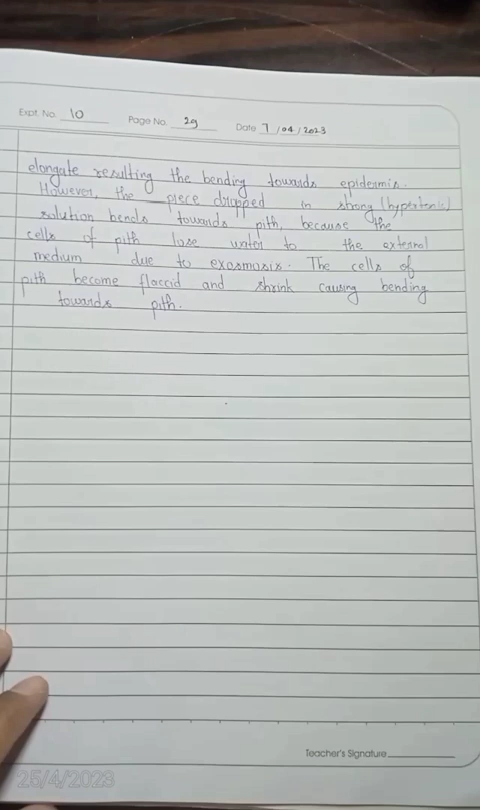 Expt. No. 10 Page No. 29 Date 7/04/2023
elongate resulting the bending towards epidermis.
However, the piece dropped in strong (hypertonic)
solution bends towards pith, because the
cells of pith lose water to the external
medium due to exosmosis. The cells of
pith become flaccid and shrink causing bending
towards pith.
Teacher's Signature
25/4/2023